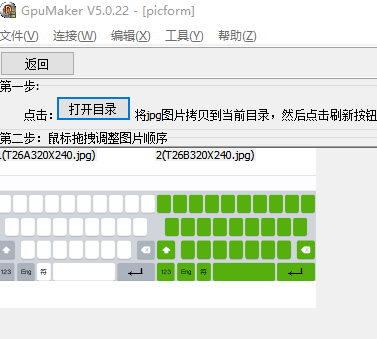 GpuMaker V5.0.22 - [picform]
文件(V) 连接(W) 编辑(X) 工具(Y) 帮助(Z)
返回
第一步:
点击: 打开目录 将jpg图片拷贝到当前目录，然后点击刷新按钮
第二步：鼠标拖拽调整图片顺序
1(T26A320X240.jpg) 2(T26B320X240.jpg)
123 Eng 符 123 Eng 符